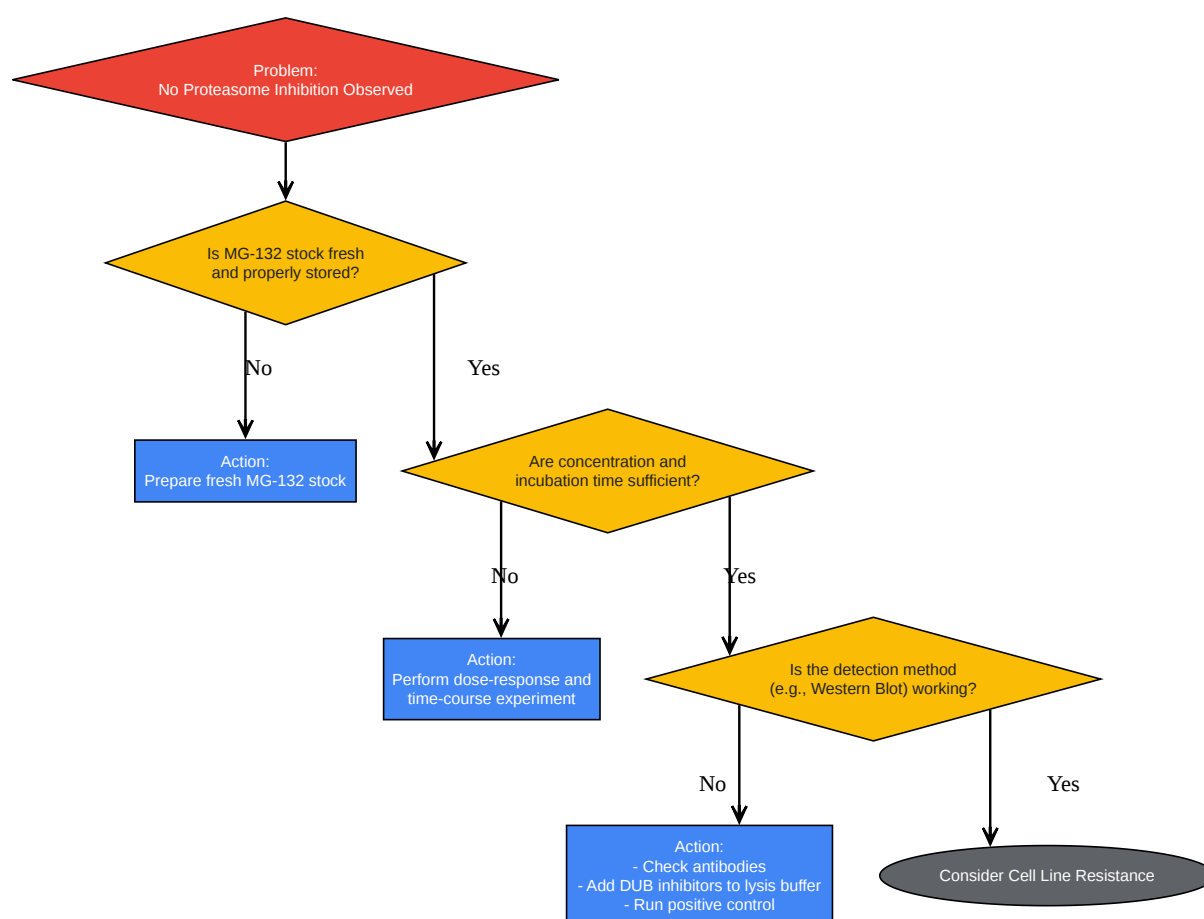 Problem:
No Proteasome Inhibition Observed
Is MG-132 stock fresh
and properly stored?
No
Yes
Action:
Prepare fresh MG-132 stock
Are concentration and
incubation time sufficient?
No
Yes
Action:
Perform dose-response and
time-course experiment
Is the detection method
(e.g., Western Blot) working?
No
Yes
Action:
- Check antibodies
- Add DUB inhibitors to lysis buffer
- Run positive control
Consider Cell Line Resistance